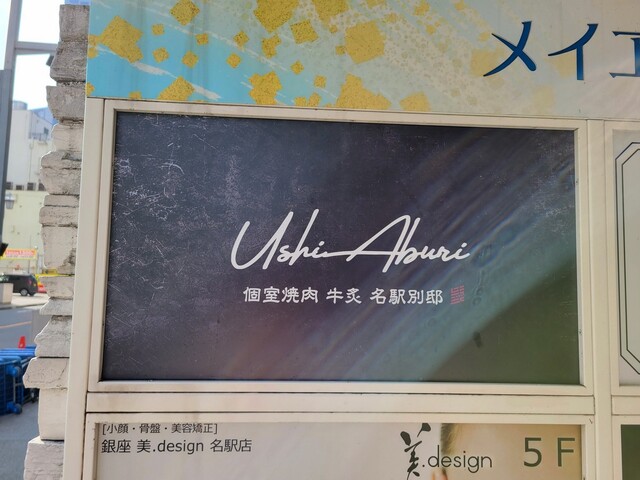 メイエ
Ushi Aburi
個室焼肉 牛炙 名駅別邸
[小顔・骨盤・美容矯正]
銀座 美.design 名駅店
美.design 5F